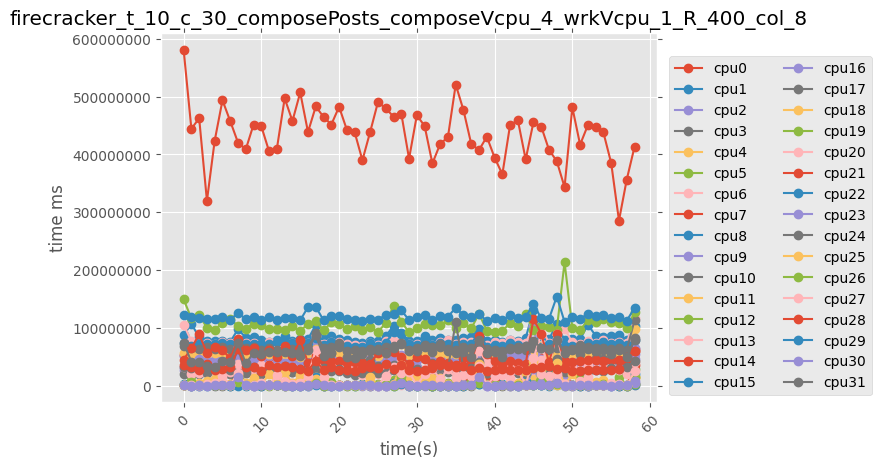 firecracker_t_10_c_30_composePosts_composeVcpu_4_wrkVcpu_1_R_400_col_8
600000000
500000000
400000000
300000000
200000000
100000000
0
time ms
0
10
20
30
40
50
60
time(s)
cpu0
cpu1
cpu2
cpu3
cpu4
cpu5
cpu6
cpu7
cpu8
cpu9
cpu10
cpu11
cpu12
cpu13
cpu14
cpu15
cpu16
cpu17
cpu18
cpu19
cpu20
cpu21
cpu22
cpu23
cpu24
cpu25
cpu26
cpu27
cpu28
cpu29
cpu30
cpu31